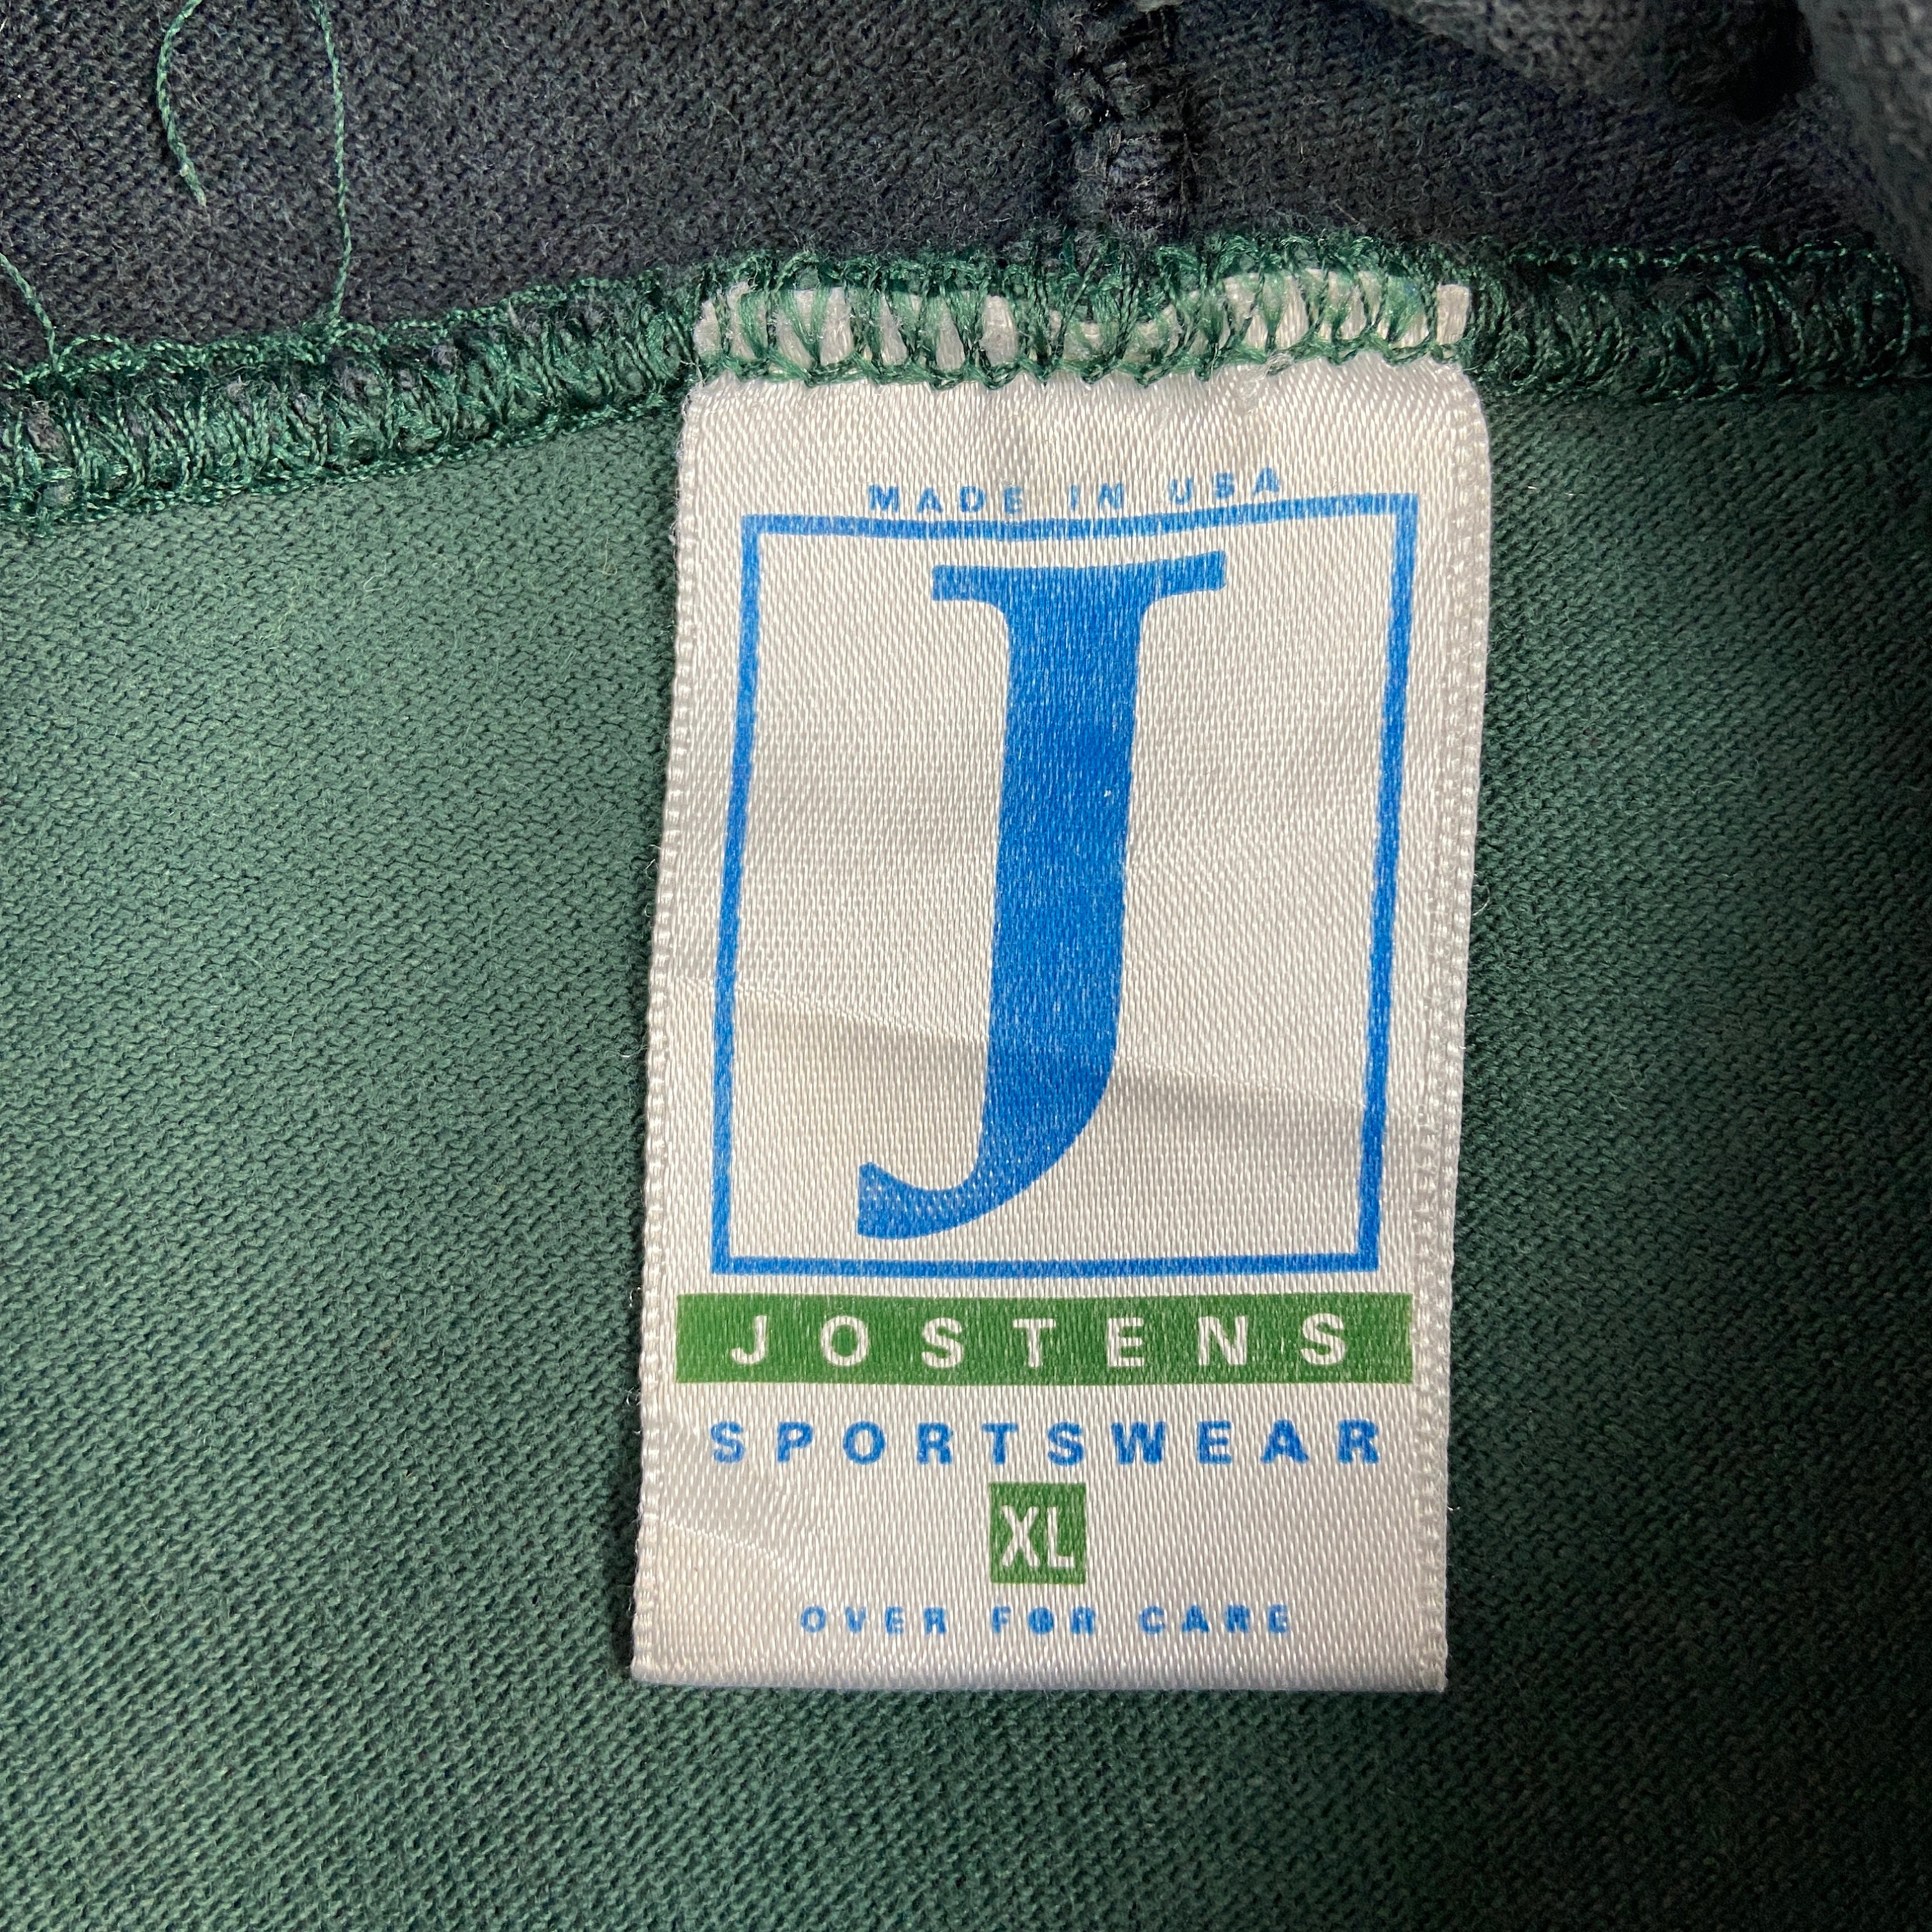 MADE IN USA
J
JOSTENS
SPORTSWEAR
XL
OVER FOR CARE